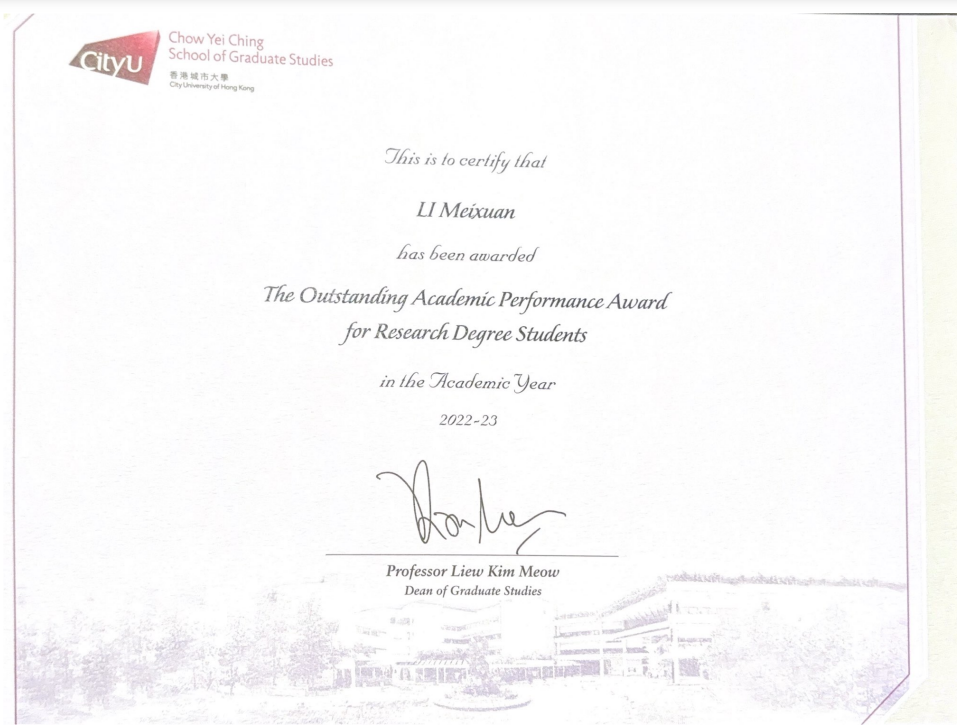 CityU
Chow Yei Ching
School of Graduate Studies
香港城市大學
City University of Hong Kong
This is to certify that
LI Meixuan
has been awarded
The Outstanding Academic Performance Award
for Research Degree Students
in the Academic Year
2022-23
Professor Liew Kim Meow
Dean of Graduate Studies